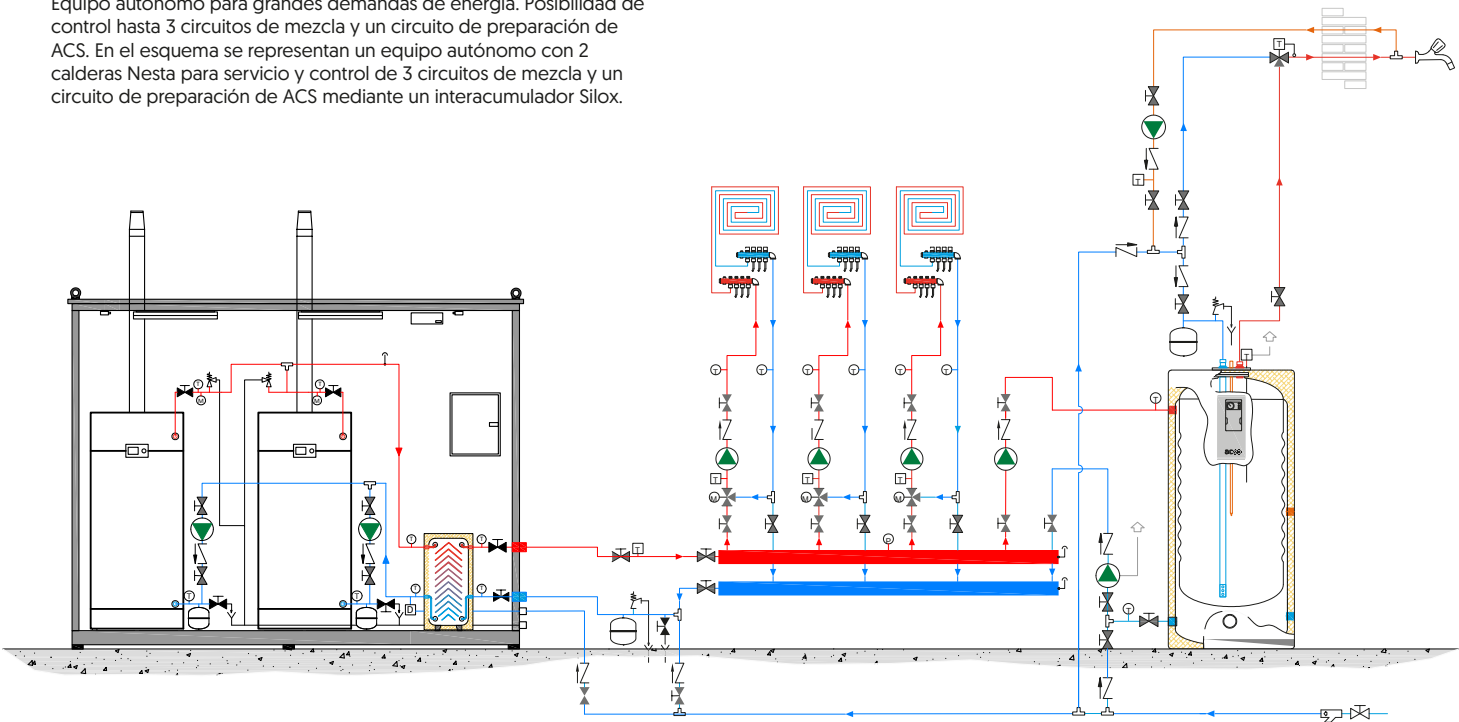 Equipo autónomo para grandes demandas de energía. Posibilidad de
control hasta 3 circuitos de mezcla y un circuito de preparación de
ACS. En el esquema se representan un equipo autónomo con 2
calderas Nesta para servicio y control de 3 circuitos de mezcla y un
circuito de preparación de ACS mediante un interacumulador Silox.
T
T
T
T
T
T
T
T
T
T
T
T
T
M
M
M
M
M
P
T
T
T
T
T
T
T
T
T
T
D